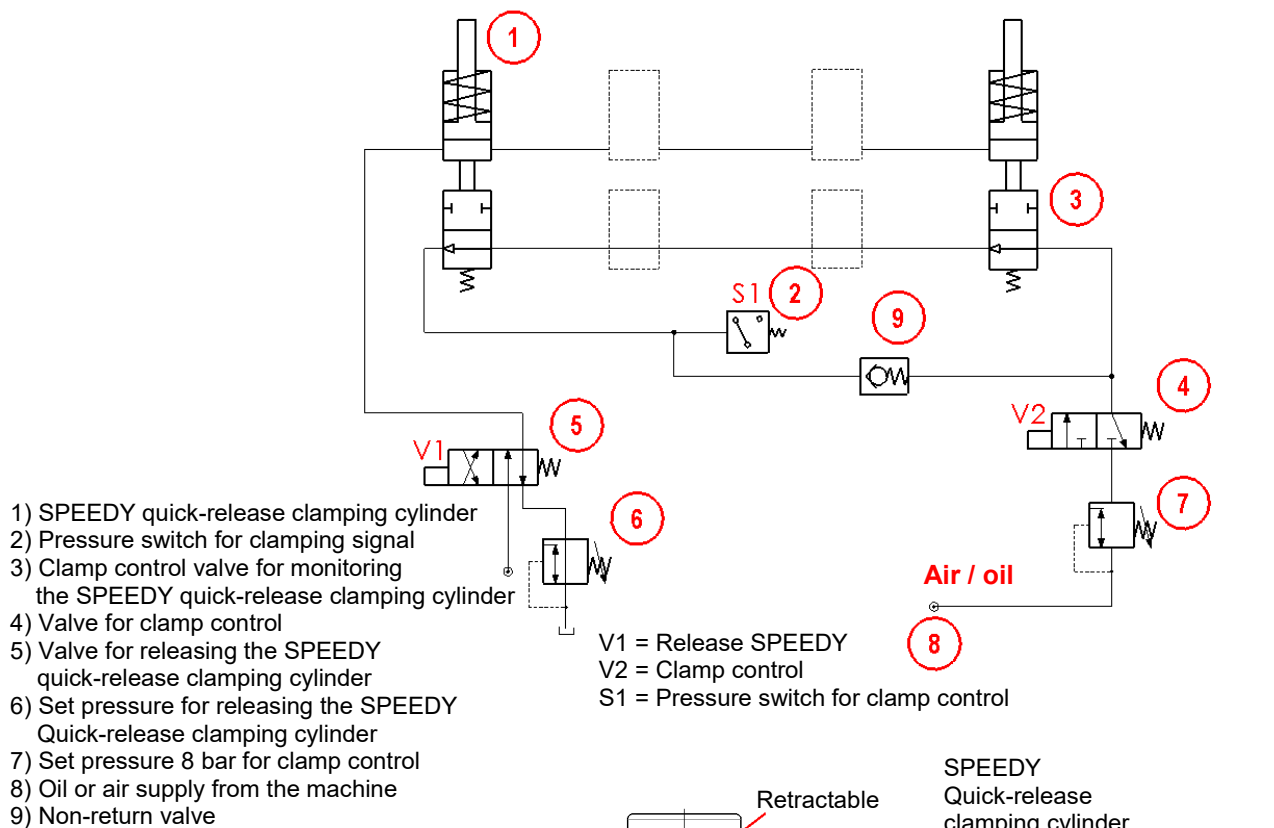 1
3
S1
2
9
4
V2
5
V1
6
7
1) SPEEDY quick-release clamping cylinder
2) Pressure switch for clamping signal
3) Clamp control valve for monitoring
the SPEEDY quick-release clamping cylinder
4) Valve for clamp control
5) Valve for releasing the SPEEDY
quick-release clamping cylinder
6) Set pressure for releasing the SPEEDY
Quick-release clamping cylinder
7) Set pressure 8 bar for clamp control
8) Oil or air supply from the machine
9) Non-return valve
Air / oil
8
V1 = Release SPEEDY
V2 = Clamp control
S1 = Pressure switch for clamp control
Retractable
SPEEDY
Quick-release
clamping cylinder